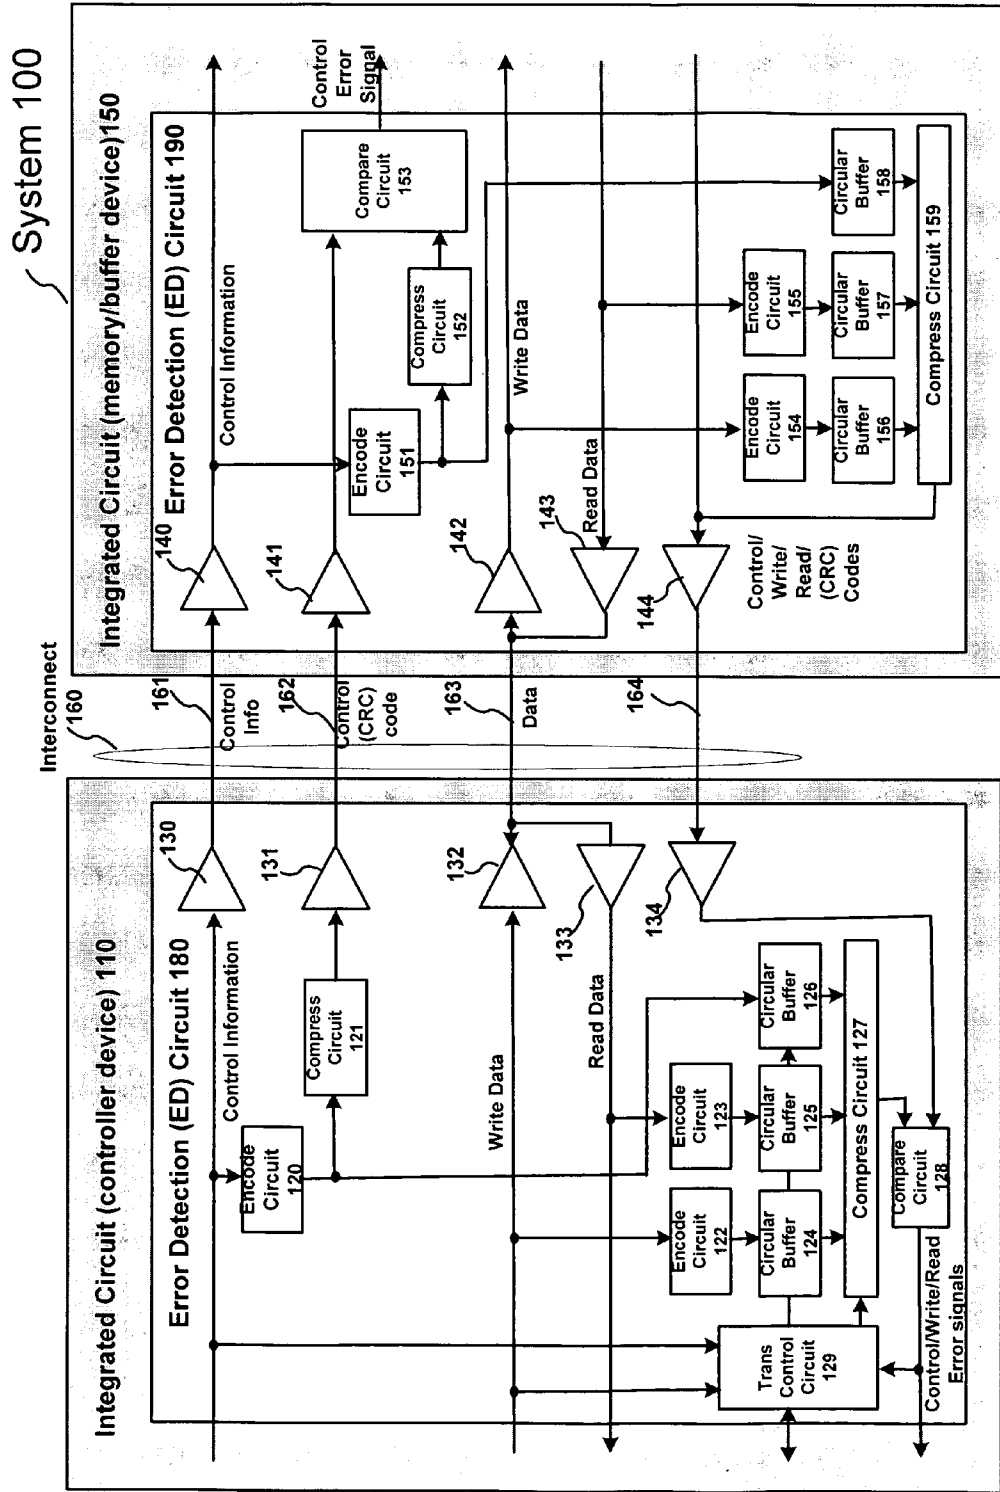 System 100
Integrated Circuit (controller device) 110
Error Detection (ED) Circuit 180
Control Information
Encode
Circuit
120
Compress
Circuit
121
Write Data
Read Data
Encode
Circuit
122
Encode
Circuit
123
Circular
Buffer
124
Circular
Buffer
125
Circular
Buffer
126
Compress Circuit 127
Compare
Circuit
128
Trans
Control
Circuit
129
Control/Write/Read
Error signals
130
131
132
133
134
Interconnect
160
161
Control
Info
162
Control
(CRC)
code
163
Data
164
Integrated Circuit (memory/buffer device)150
Error Detection (ED) Circuit 190
140
141
142
143
144
Control Information
Encode
Circuit
151
Compress
Circuit
152
Compare
Circuit
153
Control
Error
Signal
Write Data
Read Data
Encode
Circuit
154
Encode
Circuit
155
Circular
Buffer
156
Circular
Buffer
157
Circular
Buffer
158
Compress Circuit 159
Control/
Write/
Read/
(CRC)
Codes